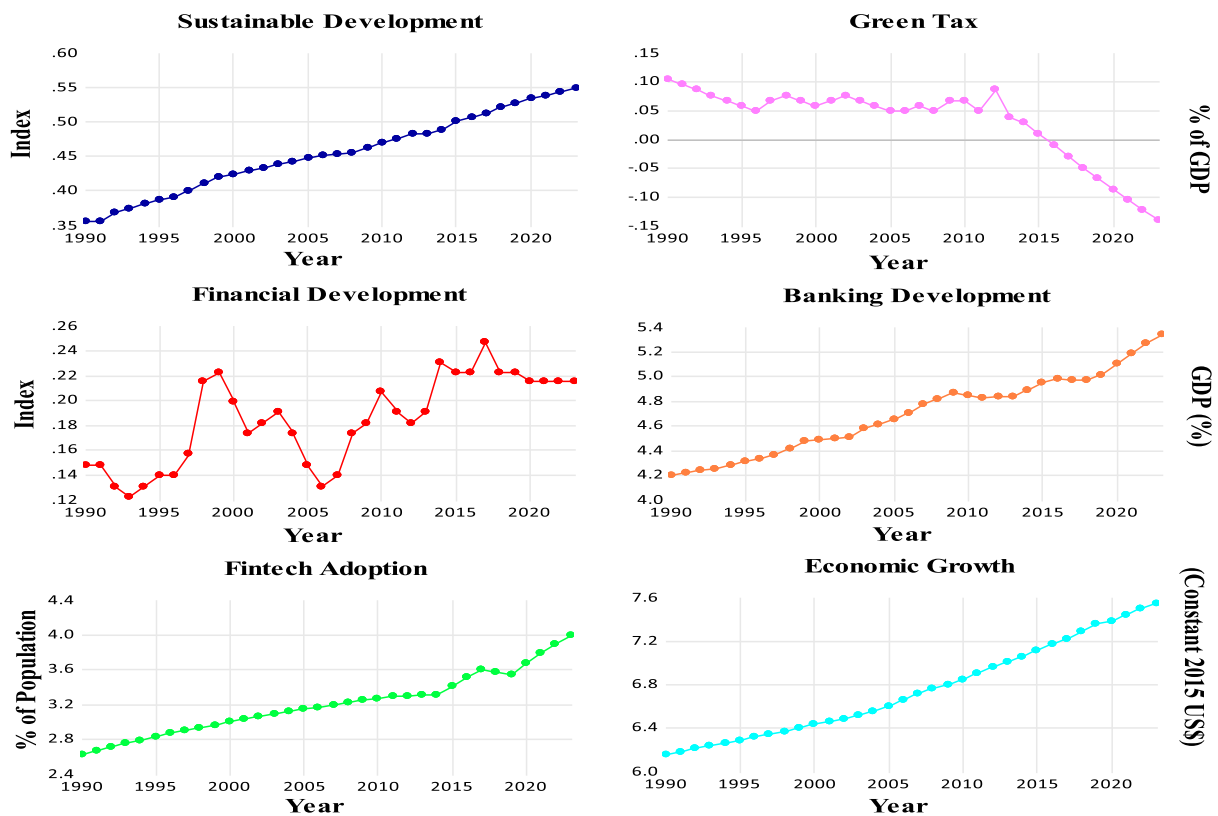 Sustainable Development
.60
.55
.50
.45
.40
.35
Index
1990 1995 2000 2005 2010 2015 2020
Year
Green Tax
.15
.10
.05
.00
-.05
-.10
-.15
% of GDP
1990 1995 2000 2005 2010 2015 2020
Year
Financial Development
.26
.24
.22
.20
.18
.16
.14
.12
Index
1990 1995 2000 2005 2010 2015 2020
Year
Banking Development
5.4
5.2
5.0
4.8
4.6
4.4
4.2
4.0
GDP (%)
1990 1995 2000 2005 2010 2015 2020
Year
Fintech Adoption
4.4
4.0
3.6
3.2
2.8
2.4
% of Population
1990 1995 2000 2005 2010 2015 2020
Year
Economic Growth
7.6
7.2
6.8
6.4
6.0
(Constant 2015 US$)
1990 1995 2000 2005 2010 2015 2020
Year